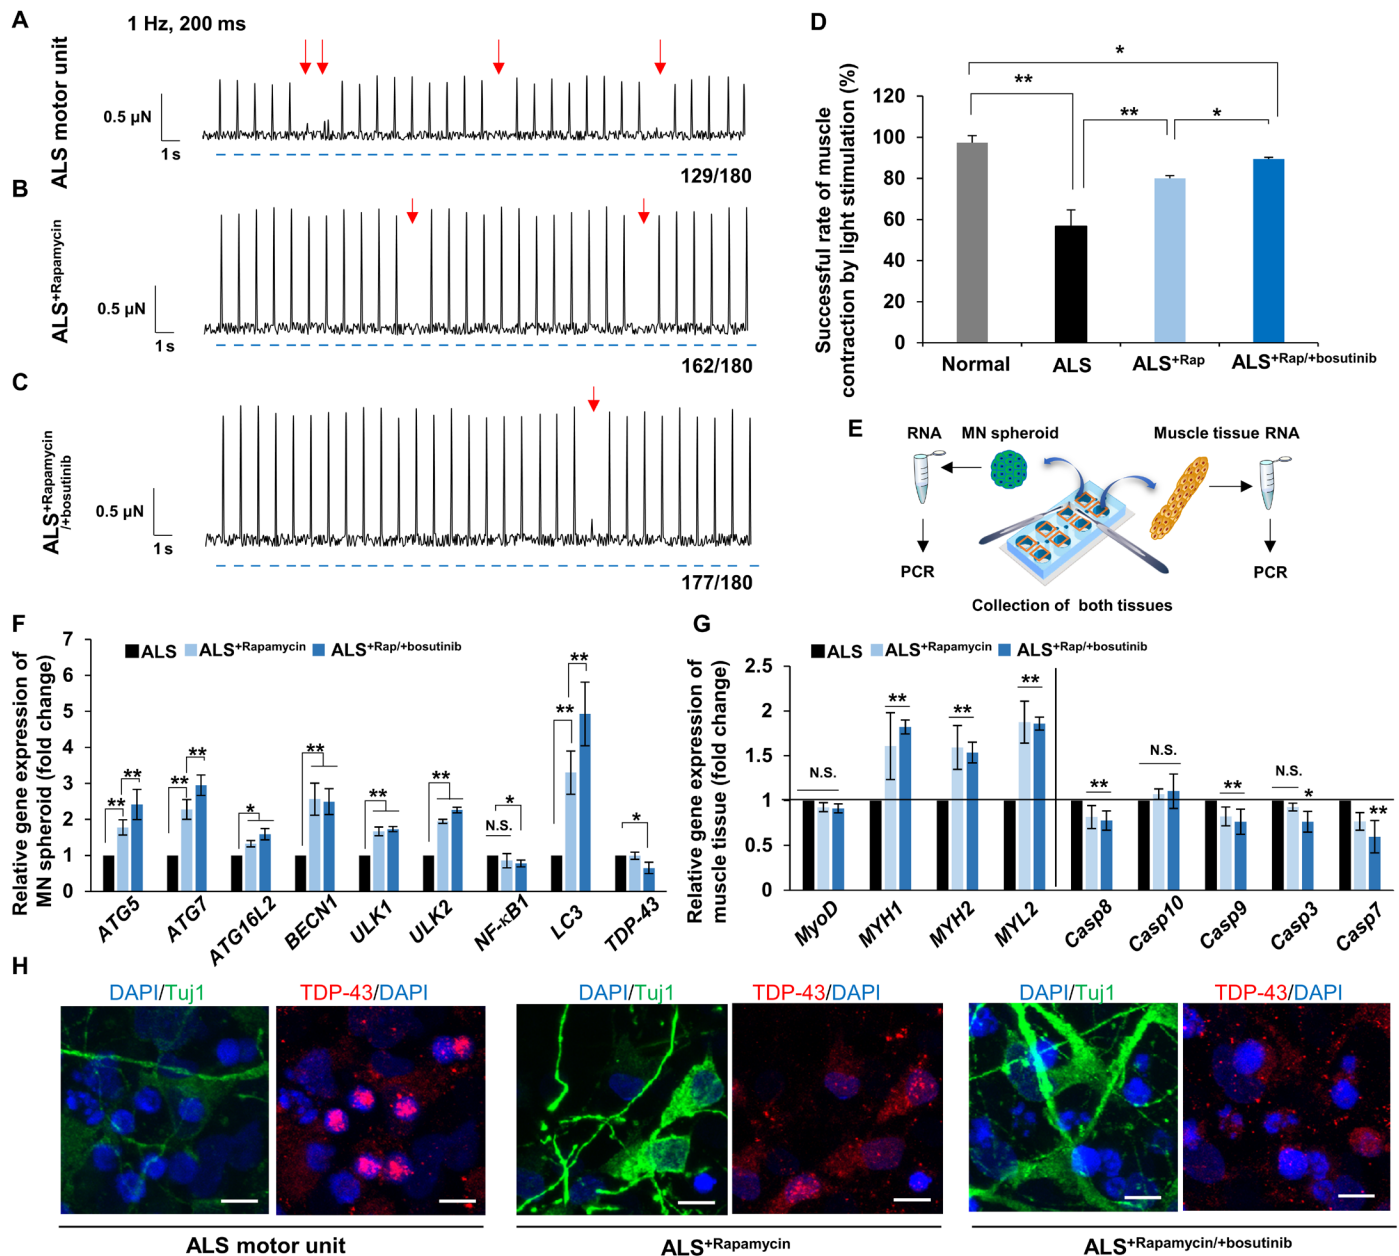 A
1 Hz, 200 ms
ALS motor unit
0.5 µN
1 s
129/180
B
ALS+Rapamycin
0.5 µN
1 s
162/180
C
ALS+Rapamycin
/+bosutinib
0.5 µN
1 s
177/180
D
Successful rate of muscle
contraction by light stimulation (%)
120
100
80
60
40
20
0
*
**
**
*
Normal
ALS
ALS+Rap
ALS+Rap/+bosutinib
E
RNA
MN spheroid
Muscle tissue RNA
PCR
PCR
Collection of both tissues
F
Relative gene expression of
MN spheroid (fold change)
7
6
5
4
3
2
1
0
ALS
ALS+Rapamycin
ALS+Rap/+bosutinib
**
**
**
**
*
**
**
**
N.S.
*
**
**
*
ATG5
ATG7
ATG16L2
BECN1
ULK1
ULK2
NF-κB1
LC3
TDP-43
G
Relative gene expression of
muscle tissue (fold change)
2.5
2
1.5
1
0.5
0
ALS
ALS+Rapamycin
ALS+Rap/+bosutinib
N.S.
**
**
**
**
N.S.
**
N.S.
*
**
MyoD
MYH1
MYH2
MYL2
Casp8
Casp10
Casp9
Casp3
Casp7
H
DAPI/Tuj1
TDP-43/DAPI
DAPI/Tuj1
TDP-43/DAPI
DAPI/Tuj1
TDP-43/DAPI
ALS motor unit
ALS+Rapamycin
ALS+Rapamycin/+bosutinib